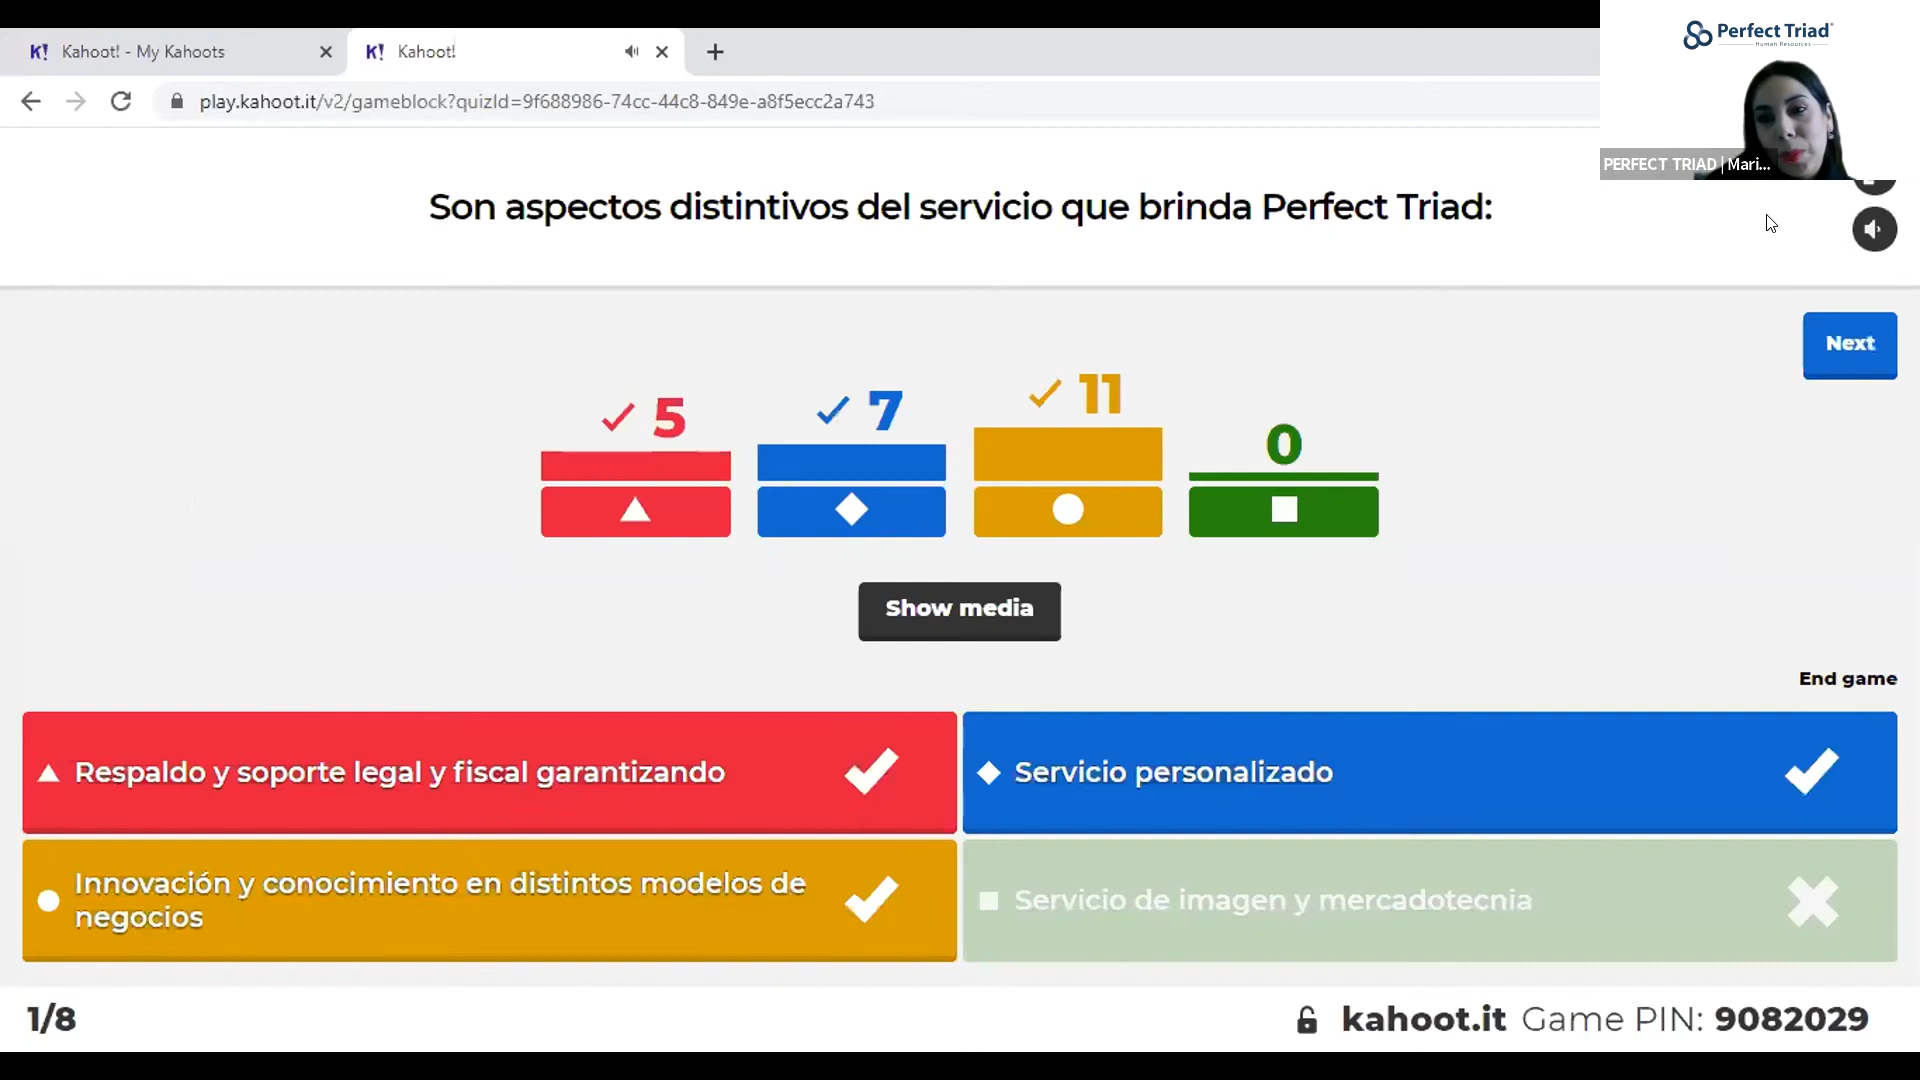 Kahoot! - My Kahoots
Kahoot!
play.kahoot.it/v2/gameblock?quizId=9f688986-74cc-44c8-849e-a8f5ecc2a743
Perfect Triad
Human Resources
PERFECT TRIAD | Mari...
Son aspectos distintivos del servicio que brinda Perfect Triad:
Next
5
7
11
0
Show media
End game
Respaldo y soporte legal y fiscal garantizando
Servicio personalizado
Innovación y conocimiento en distintos modelos de
negocios
Servicio de imagen y mercadotecnia
1/8
kahoot.it Game PIN: 9082029